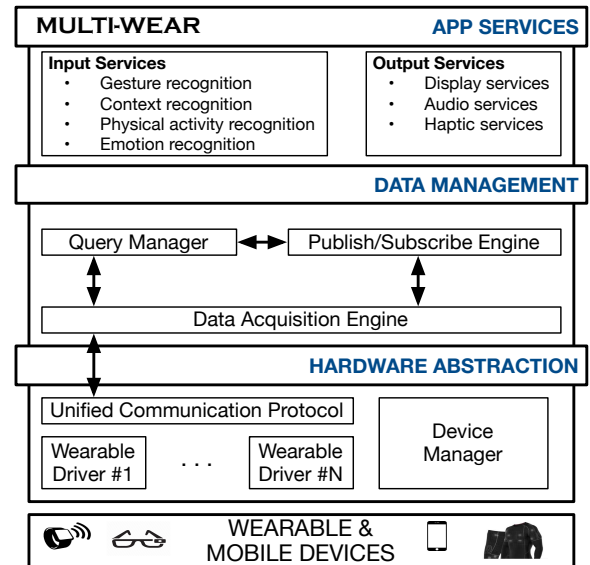 MULTI-WEAR APP SERVICES
Input Services
• Gesture recognition
• Context recognition
• Physical activity recognition
• Emotion recognition
Output Services
• Display services
• Audio services
• Haptic services
DATA MANAGEMENT
Query Manager
Publish/Subscribe Engine
Data Acquisition Engine
HARDWARE ABSTRACTION
Unified Communication Protocol
Wearable
Driver #1
. . .
Wearable
Driver #N
Device
Manager
WEARABLE &
MOBILE DEVICES